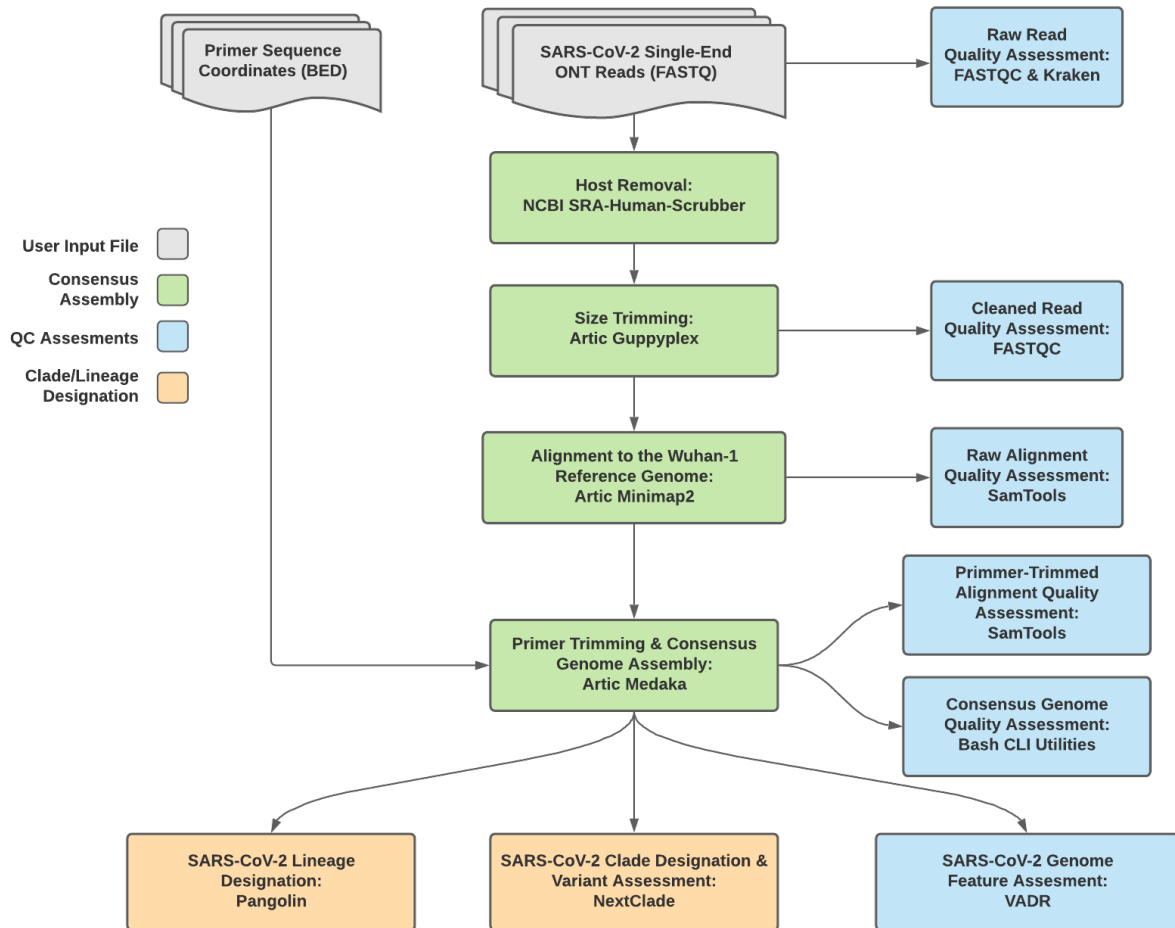 Primer Sequence
Coordinates (BED)
SARS-CoV-2 Single-End
ONT Reads (FASTQ)
Raw Read
Quality Assessment:
FASTQC & Kraken
Host Removal:
NCBI SRA-Human-Scrubber
User Input File
Consensus
Assembly
QC Assesments
Clade/Lineage
Designation
Size Trimming:
Artic Guppyplex
Cleaned Read
Quality Assessment:
FASTQC
Alignment to the Wuhan-1
Reference Genome:
Artic Minimap2
Raw Alignment
Quality Assessment:
SamTools
Primmer-Trimmed
Alignment Quality
Assessment:
SamTools
Primer Trimming & Consensus
Genome Assembly:
Artic Medaka
Consensus Genome
Quality Assessment:
Bash CLI Utilities
SARS-CoV-2 Lineage
Designation:
Pangolin
SARS-CoV-2 Clade Designation &
Variant Assessment:
NextClade
SARS-CoV-2 Genome
Feature Assesment:
VADR